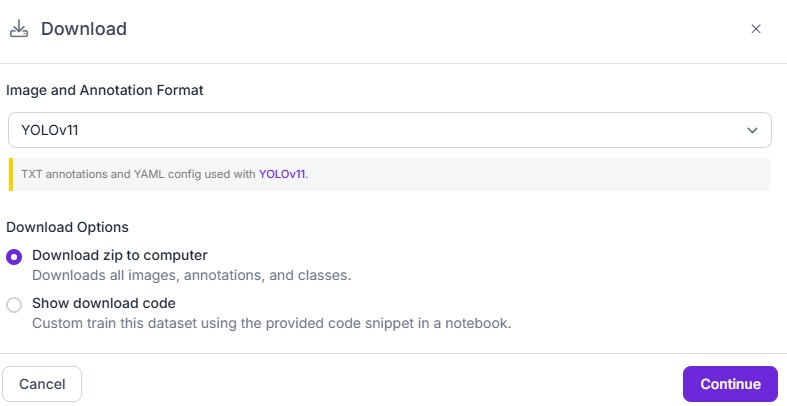 Download
Image and Annotation Format
YOLOv11
TXT annotations and YAML config used with YOLOv11.
Download Options
Download zip to computer
Downloads all images, annotations, and classes.
Show download code
Custom train this dataset using the provided code snippet in a notebook.
Cancel
Continue